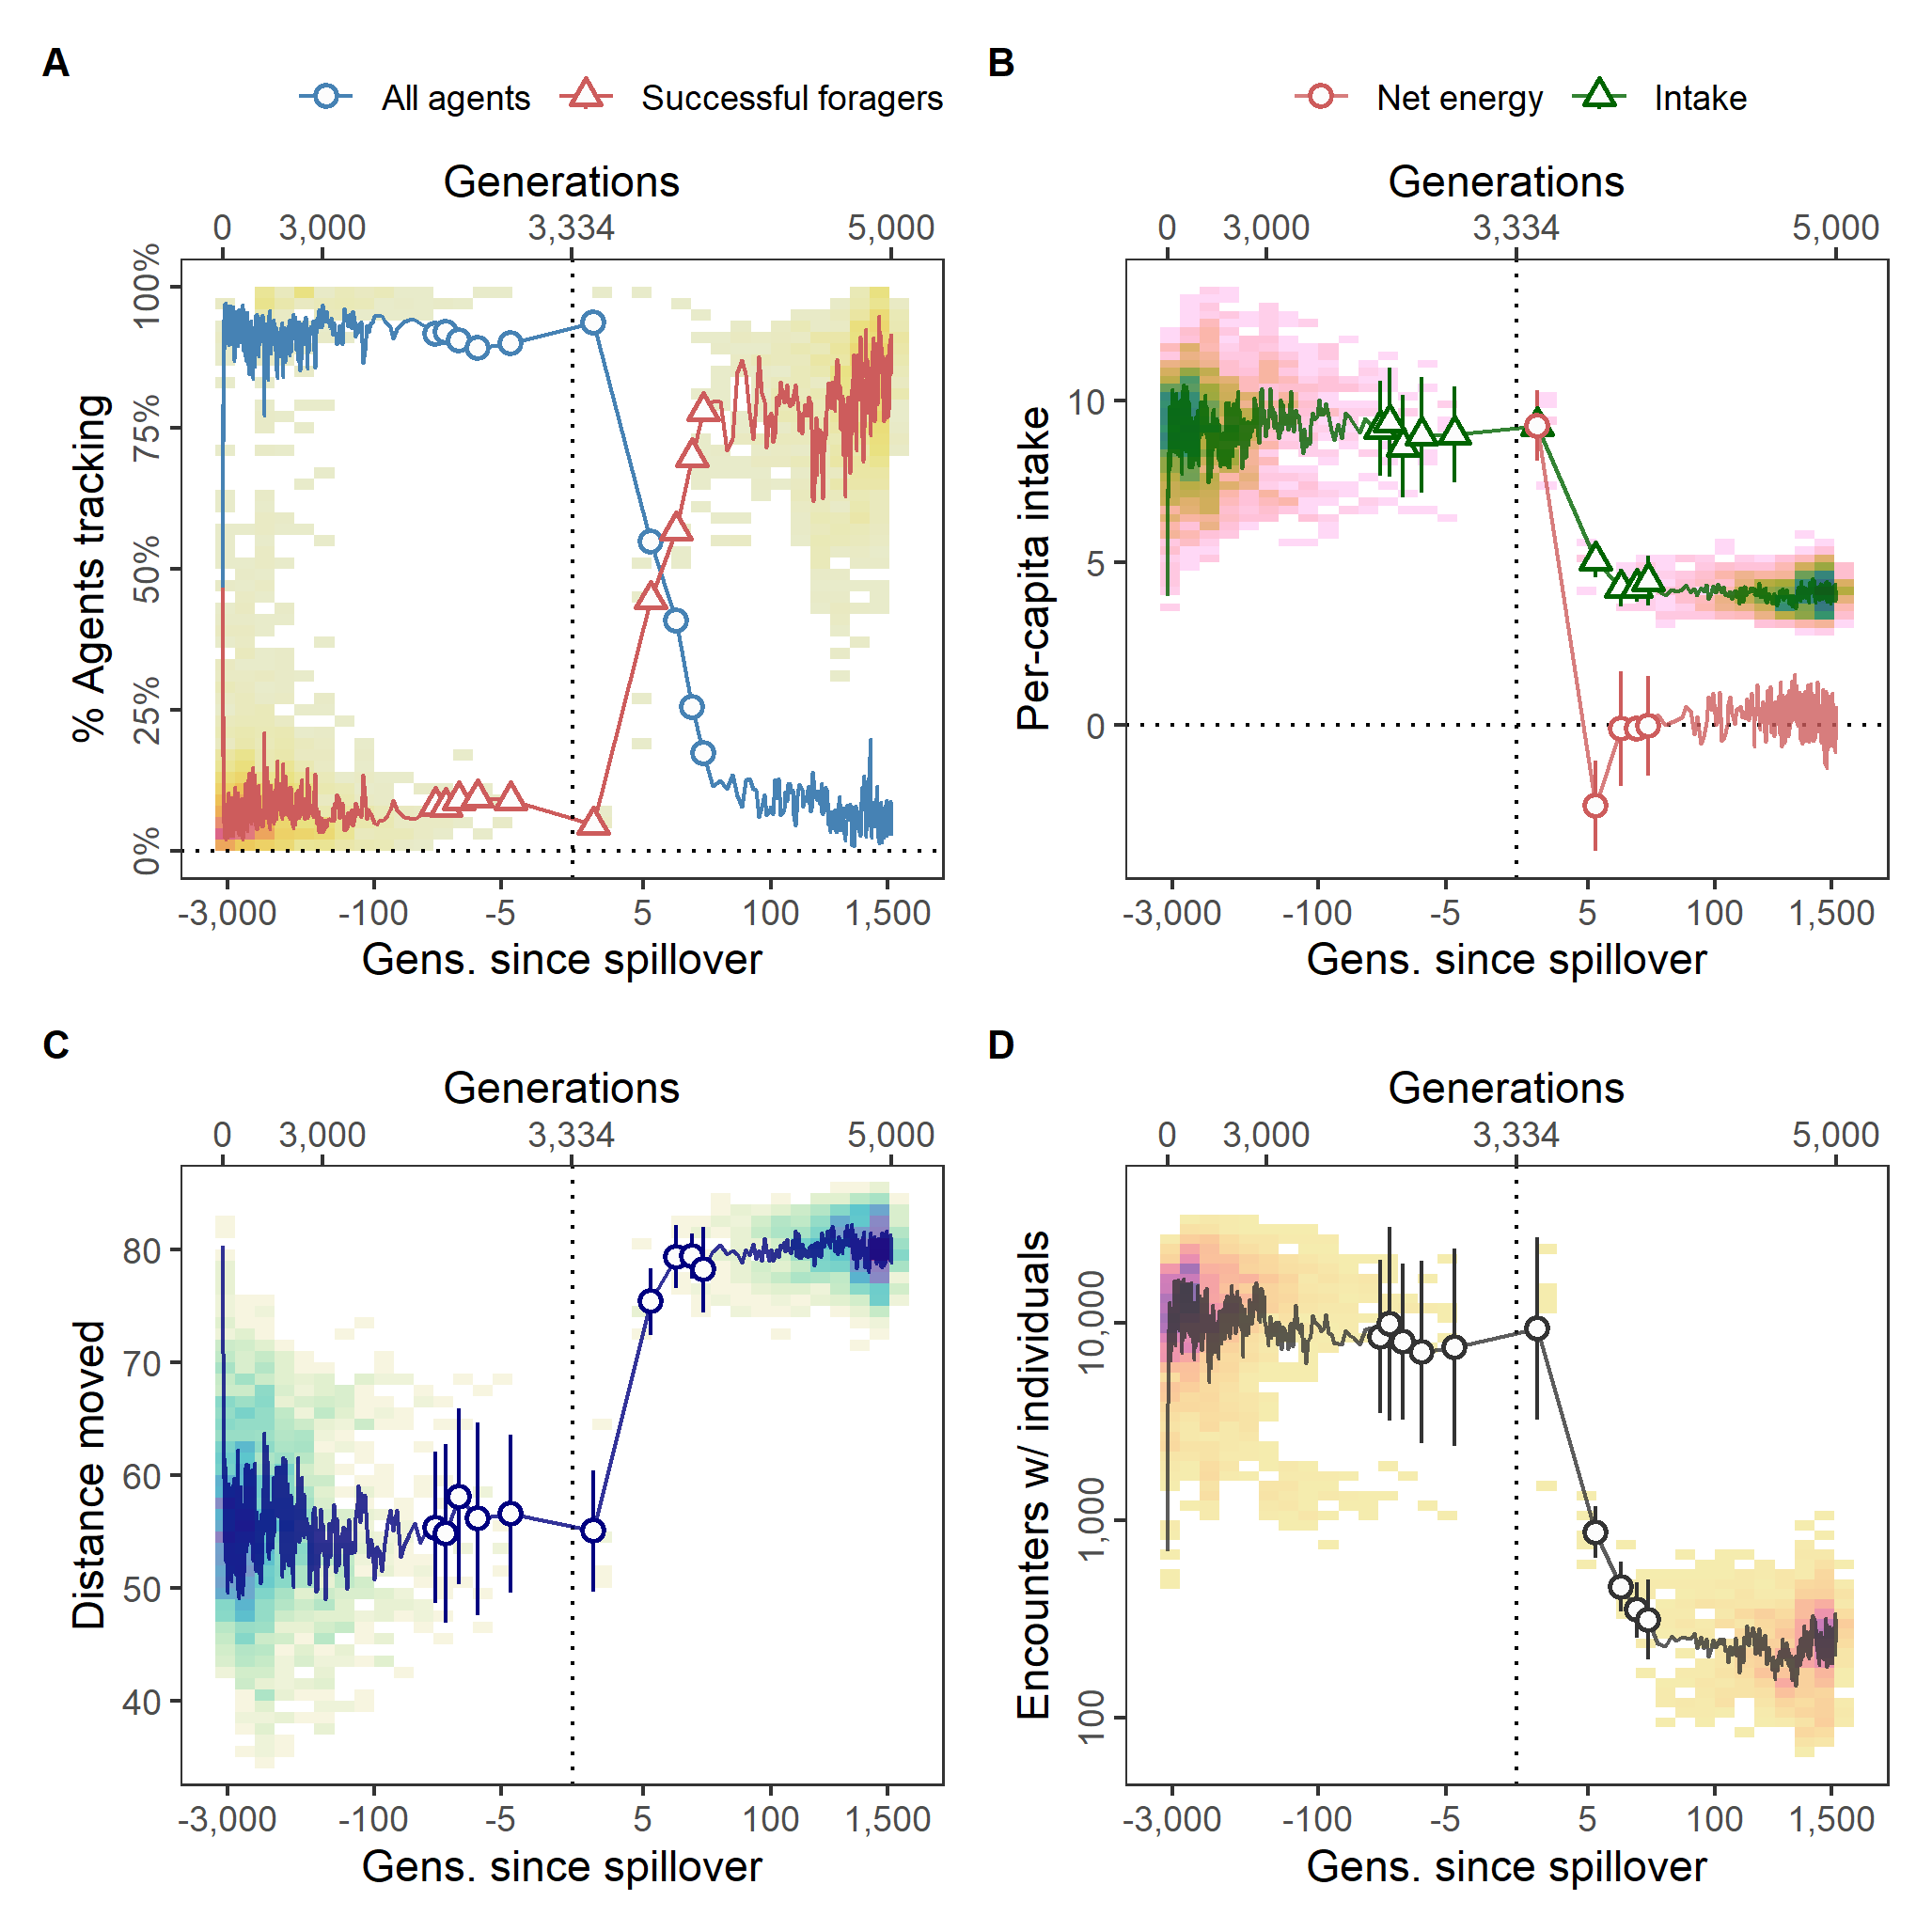 A
All agents Successful foragers
Generations
0 3,000 3,334 5,000
% Agents tracking
100%
75%
50%
25%
0%
-3,000 -100 -5 5 100 1,500
Gens. since spillover
B
Net energy Intake
Generations
0 3,000 3,334 5,000
Per-capita intake
10
5
0
-3,000 -100 -5 5 100 1,500
Gens. since spillover
C
Generations
0 3,000 3,334 5,000
Distance moved
80
70
60
50
40
-3,000 -100 -5 5 100 1,500
Gens. since spillover
D
Generations
0 3,000 3,334 5,000
Encounters w/ individuals
10,000
1,000
100
-3,000 -100 -5 5 100 1,500
Gens. since spillover